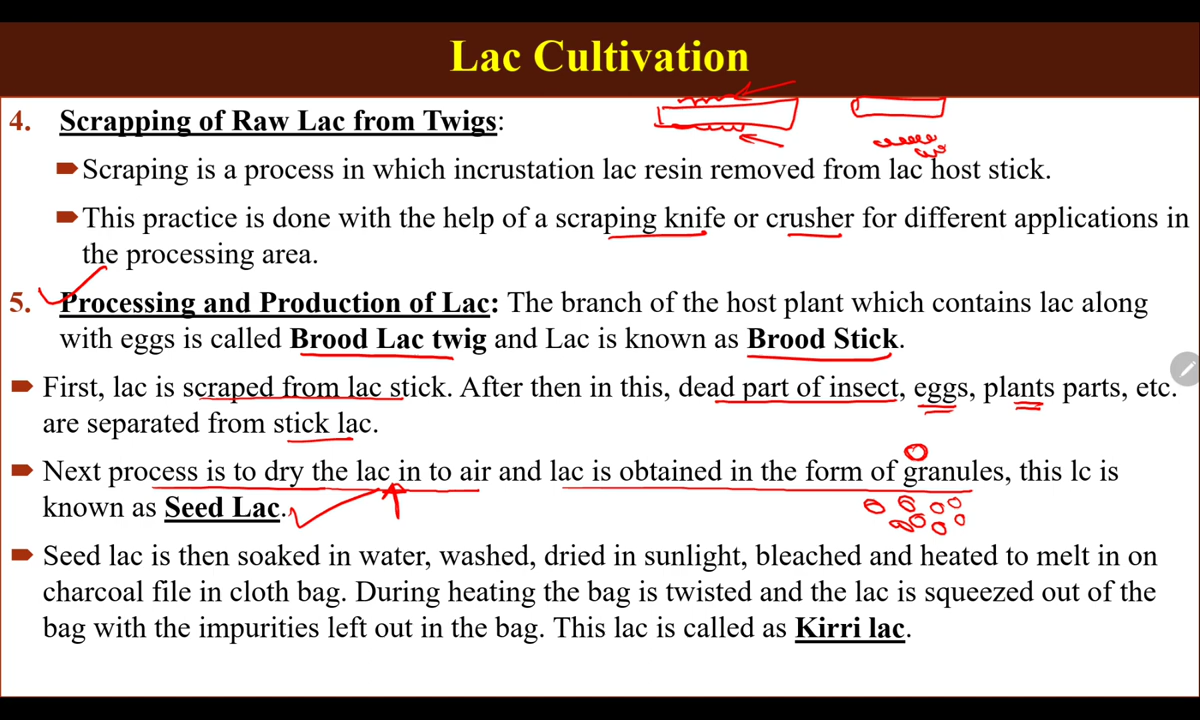 Lac Cultivation
4. Scrapping of Raw Lac from Twigs:
Scraping is a process in which incrustation lac resin removed from lac host stick.
This practice is done with the help of a scraping knife or crusher for different applications in
the processing area.
5. Processing and Production of Lac: The branch of the host plant which contains lac along
with eggs is called Brood Lac twig and Lac is known as Brood Stick.
First, lac is scraped from lac stick. After then in this, dead part of insect, eggs, plants parts, etc.
are separated from stick lac.
Next process is to dry the lac in to air and lac is obtained in the form of granules, this lc is
known as Seed Lac.
Seed lac is then soaked in water, washed, dried in sunlight, bleached and heated to melt in on
charcoal file in cloth bag. During heating the bag is twisted and the lac is squeezed out of the
bag with the impurities left out in the bag. This lac is called as Kirri lac.